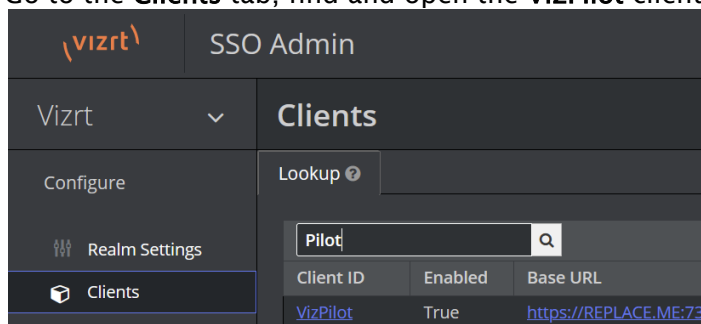 Go to the Clients tab, find and open the VizPilot client
vizrt SSO Admin
Vizrt
Clients
Configure
Lookup
Realm Settings
Pilot
Clients
Client ID Enabled Base URL
VizPilot True https://REPLACE.ME:73